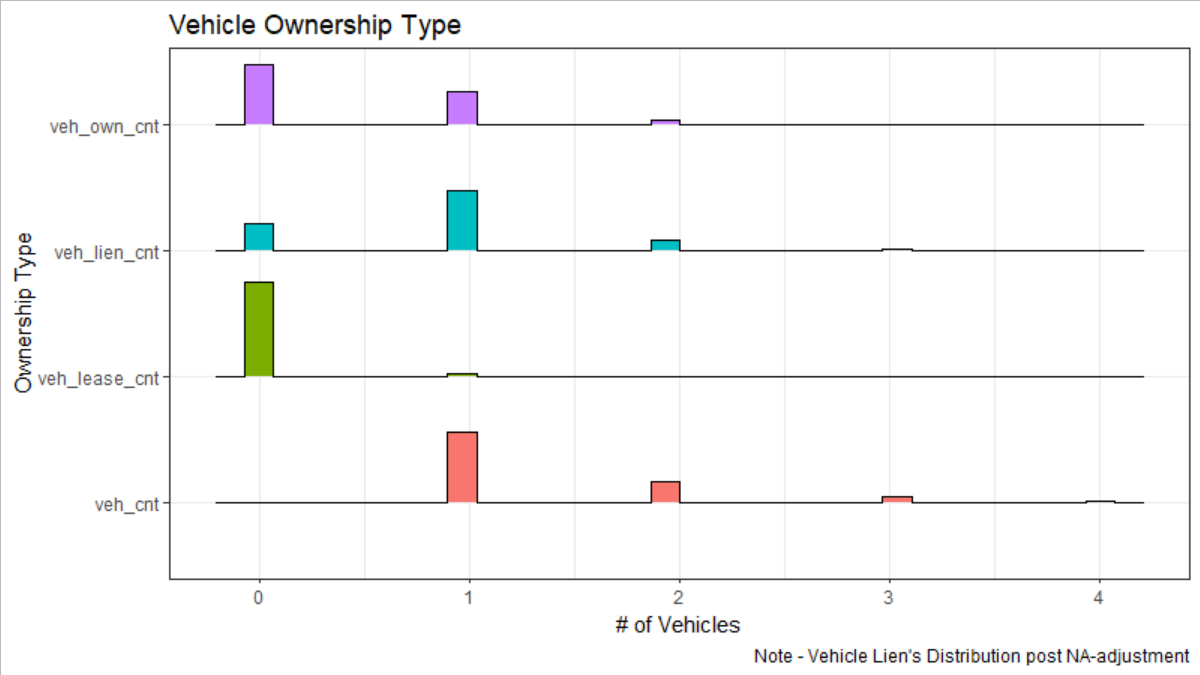 Vehicle Ownership Type
veh_own_cnt
veh_lien_cnt
veh_lease_cnt
veh_cnt
Ownership Type
0 1 2 3 4
# of Vehicles
Note - Vehicle Lien's Distribution post NA-adjustment